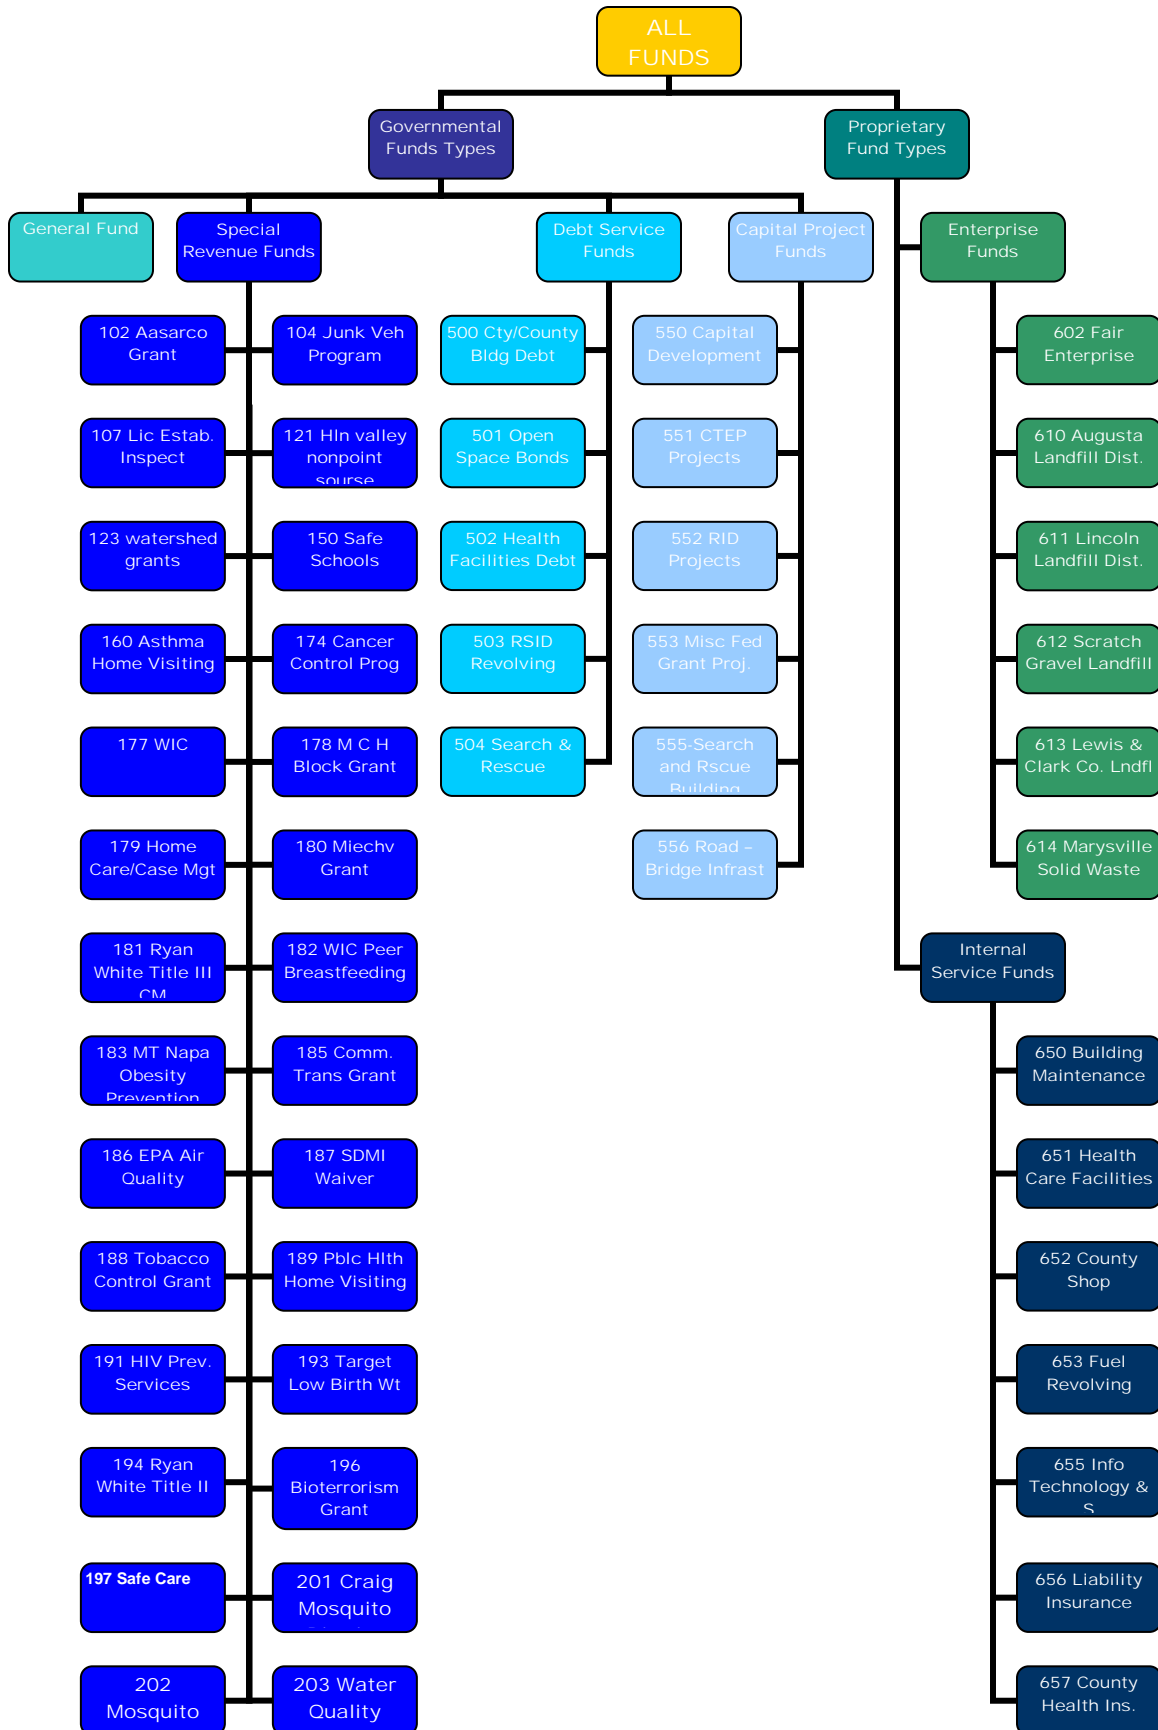 ALL
FUNDS
Governmental
Funds Types
Proprietary
Fund Types
General Fund
Special
Revenue Funds
Debt Service
Funds
Capital Project
Funds
Enterprise
Funds
102 Aasarco
Grant
104 Junk Veh
Program
500 Cty/County
Bldg Debt
550 Capital
Development
602 Fair
Enterprise
107 Lic Estab.
Inspect
121 Hln valley
nonpoint
sourse
501 Open
Space Bonds
551 CTEP
Projects
610 Augusta
Landfill Dist.
123 watershed
grants
150 Safe
Schools
502 Health
Facilities Debt
552 RID
Projects
611 Lincoln
Landfill Dist.
160 Asthma
Home Visiting
174 Cancer
Control Prog
503 RSID
Revolving
553 Misc Fed
Grant Proj.
612 Scratch
Gravel Landfill
177 WIC
178 M C H
Block Grant
504 Search &
Rescue
555-Search
and Rscue
Building
613 Lewis &
Clark Co. Lndfl
179 Home
Care/Case Mgt
180 Miechv
Grant
556 Road –
Bridge Infrast
614 Marysville
Solid Waste
181 Ryan
White Title III
CM
182 WIC Peer
Breastfeeding
Internal
Service Funds
183 MT Napa
Obesity
Prevention
185 Comm.
Trans Grant
650 Building
Maintenance
186 EPA Air
Quality
187 SDMI
Waiver
651 Health
Care Facilities
188 Tobacco
Control Grant
189 Pblc Hlth
Home Visiting
652 County
Shop
191 HIV Prev.
Services
193 Target
Low Birth Wt
653 Fuel
Revolving
194 Ryan
White Title II
196
Bioterrorism
Grant
655 Info
Technology &
S
197 Safe Care
201 Craig
Mosquito
656 Liability
Insurance
202
Mosquito
203 Water
Quality
657 County
Health Ins.